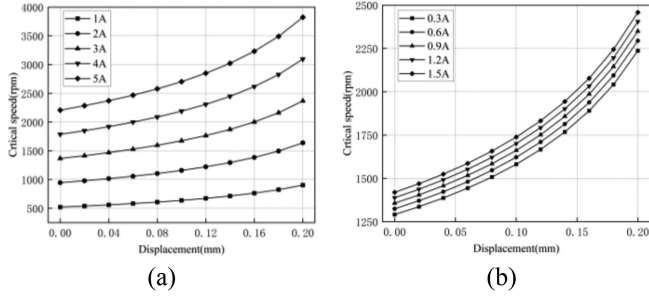 4000
3500
3000
2500
2000
1500
1000
500
1A
2A
3A
4A
5A
Crtical speed(rpm)
0.00
0.04
0.08
0.12
0.16
0.20
Displacement(mm)
(a)
2500
2250
2000
1750
1500
1250
0.3A
0.6A
0.9A
1.2A
1.5A
Crtical speed(rpm)
0.00
0.05
0.10
0.15
0.20
Displacement(mm)
(b)